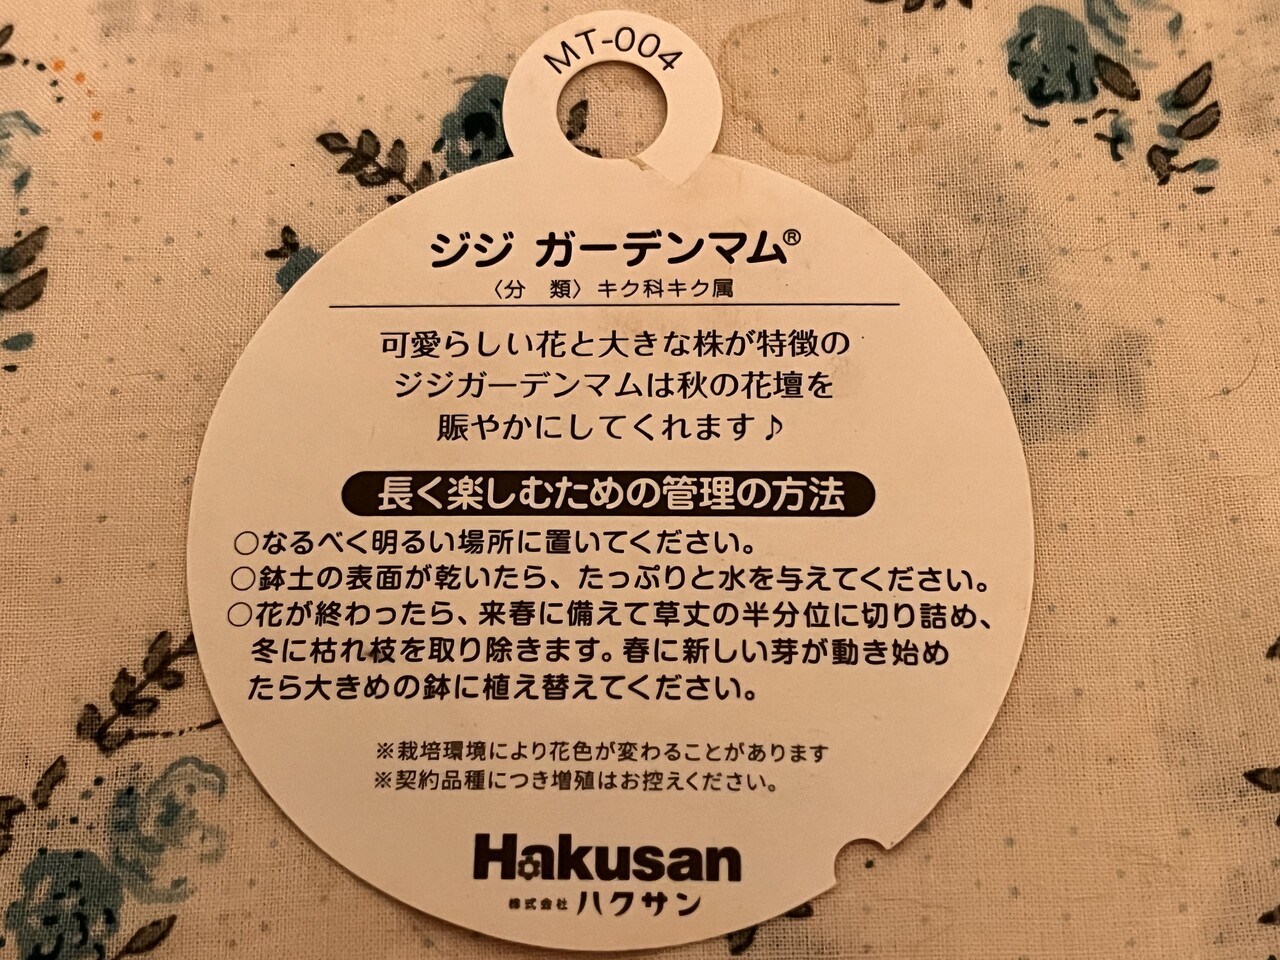 MT-004
ジジ ガーデンマム®
〈分 類〉キク科キク属
可愛らしい花と大きな株が特徴の
ジジガーデンマムは秋の花壇を
賑やかにしてくれます♪
長く楽しむための管理の方法
○なるべく明るい場所に置いてください。
○鉢土の表面が乾いたら、たっぷりと水を与えてください。
○花が終わったら、来春に備えて草丈の半分位に切り詰め、
冬に枯れ枝を取り除きます。春に新しい芽が動き始め
たら大きめの鉢に植え替えてください。
※栽培環境により花色が変わることがあります
※契約品種につき増殖はお控えください。
Hakusan
株式会社ハクサン